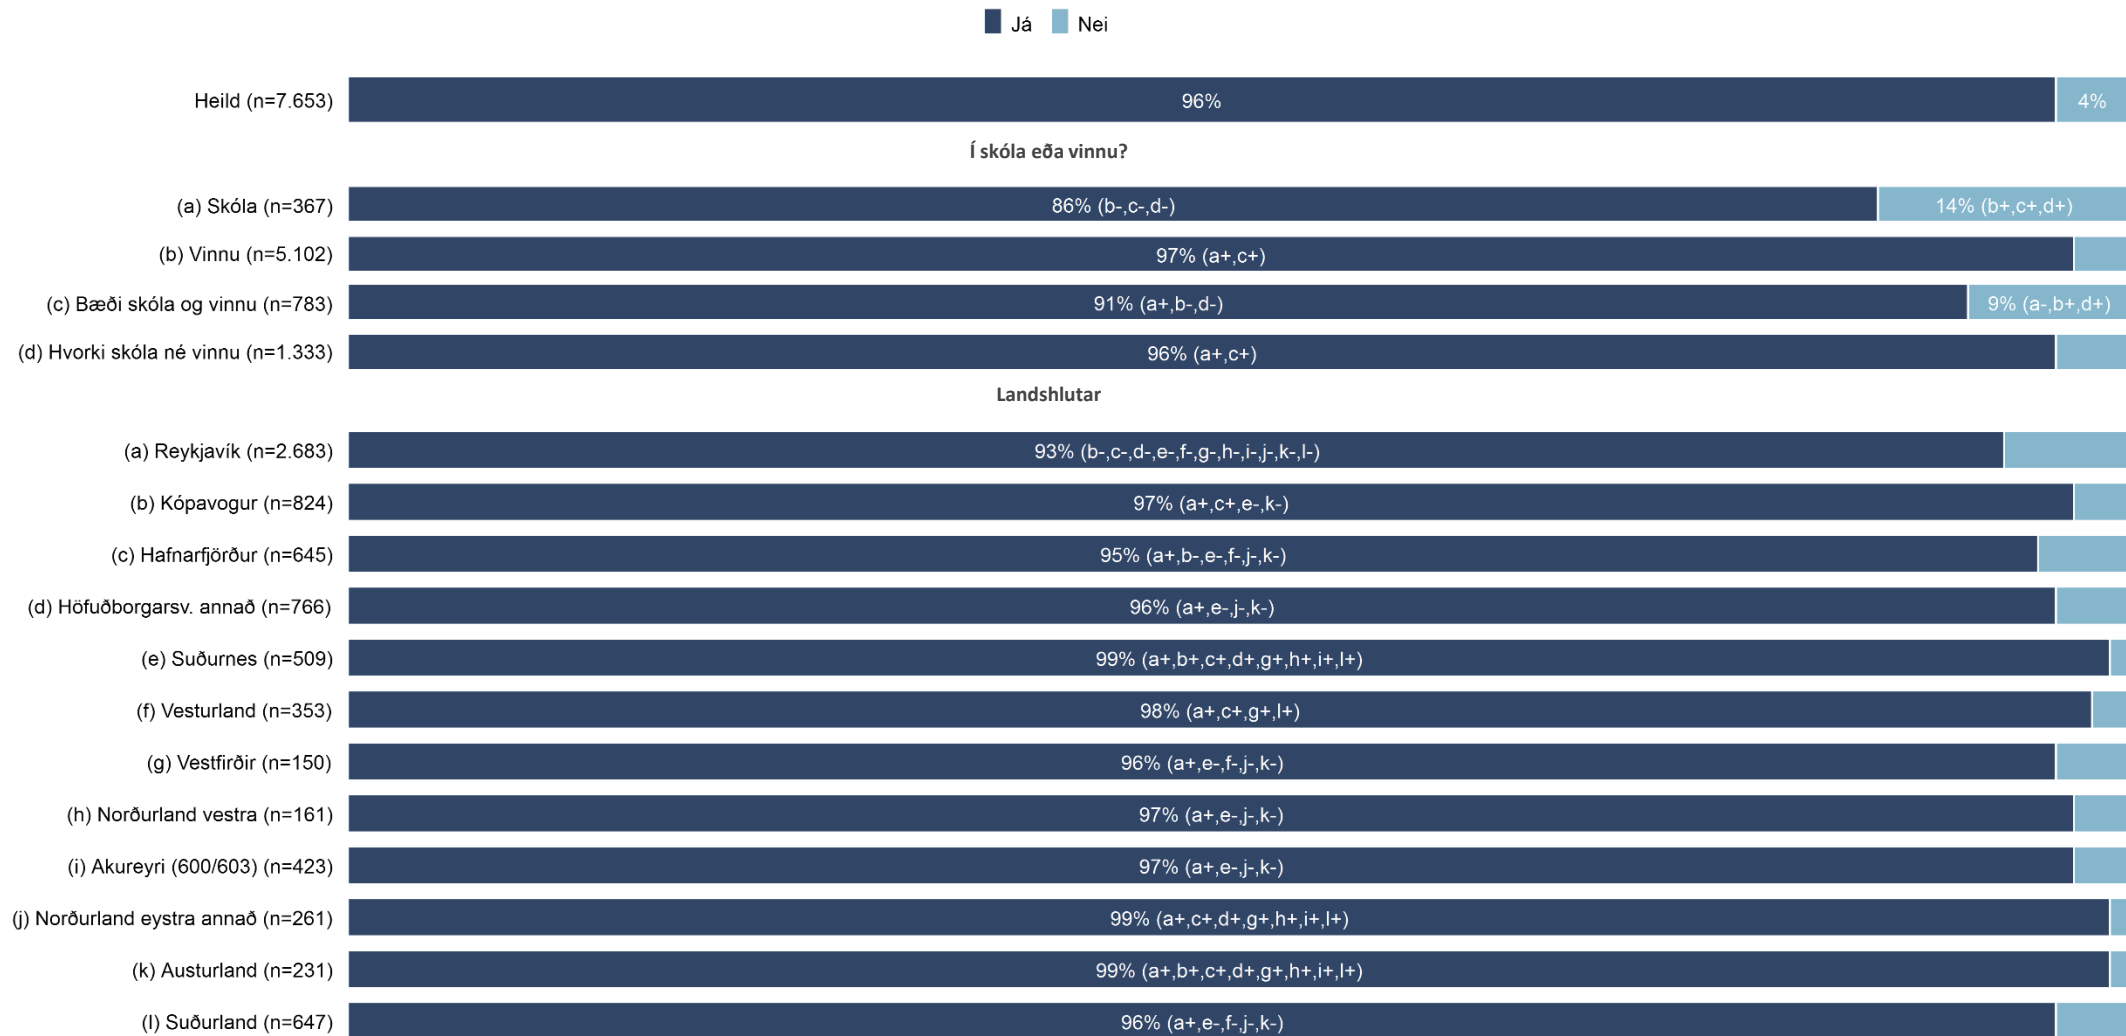 Já Nei
Heild (n=7.653) 96% 4%
Í skóla eða vinnu?
(a) Skóla (n=367) 86% (b-,c-,d-) 14% (b+,c+,d+)
(b) Vinnu (n=5.102) 97% (a+,c+)
(c) Bæði skóla og vinnu (n=783) 91% (a+,b-,d-) 9% (a-,b+,d+)
(d) Hvorki skóla né vinnu (n=1.333) 96% (a+,c+)
Landshlutar
(a) Reykjavík (n=2.683) 93% (b-,c-,d-,e-,f-,g-,h-,i-,j-,k-,l-)
(b) Kópavogur (n=824) 97% (a+,c+,e-,k-)
(c) Hafnarfjörður (n=645) 95% (a+,b-,e-,f-,j-,k-)
(d) Höfuðborgarsv. annað (n=766) 96% (a+,e-,j-,k-)
(e) Suðurnes (n=509) 99% (a+,b+,c+,d+,g+,h+,i+,l+)
(f) Vesturland (n=353) 98% (a+,c+,g+,l+)
(g) Vestfirðir (n=150) 96% (a+,e-,f-,j-,k-)
(h) Norðurland vestra (n=161) 97% (a+,e-,j-,k-)
(i) Akureyri (600/603) (n=423) 97% (a+,e-,j-,k-)
(j) Norðurland eystra annað (n=261) 99% (a+,c+,d+,g+,h+,i+,l+)
(k) Austurland (n=231) 99% (a+,b+,c+,d+,g+,h+,i+,l+)
(l) Suðurland (n=647) 96% (a+,e-,f-,j-,k-)